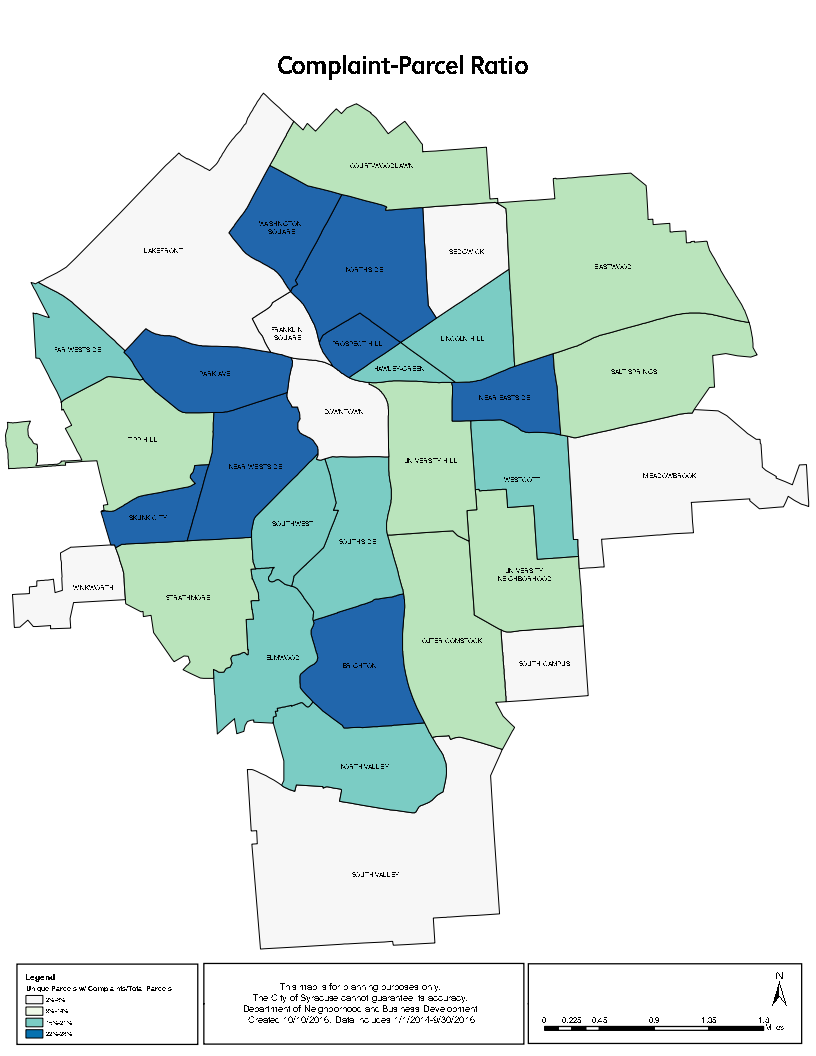 Complaint-Parcel Ratio
COURT-WOODLAWN
WASHINGTON
SQUARE
LAKEFRONT
SEDGWICK
NORTHSIDE
EASTWOOD
FRANKLIN
SQUARE
PROSPECT HILL
LINCOLN HILL
FAR WESTSIDE
HAWLEY-GREEN
PARK AVE
SALT SPRINGS
NEAR EASTSIDE
DOWNTOWN
TIPP HILL
UNIVERSITY HILL
NEAR WESTSIDE
MEADOWBROOK
WESTCOTT
SKUNK CITY
SOUTHWEST
SOUTHSIDE
UNIVERSITY
NEIGHBORHOOD
WINKWORTH
STRATHMORE
OUTER COMSTOCK
ELMWOOD
BRIGHTON
SOUTH CAMPUS
NORTH VALLEY
SOUTH VALLEY
Legend
Unique Parcels w/ Complaints/Total Parcels
This map is for planning purposes only.
The City of Syracuse cannot guarantee its accuracy.
Department of Neighborhood and Business Development
Created 10/10/2016. Data includes 1/1/2014-9/30/2016
N
0 0.225 0.45 0.9 1.35 1.8
Miles